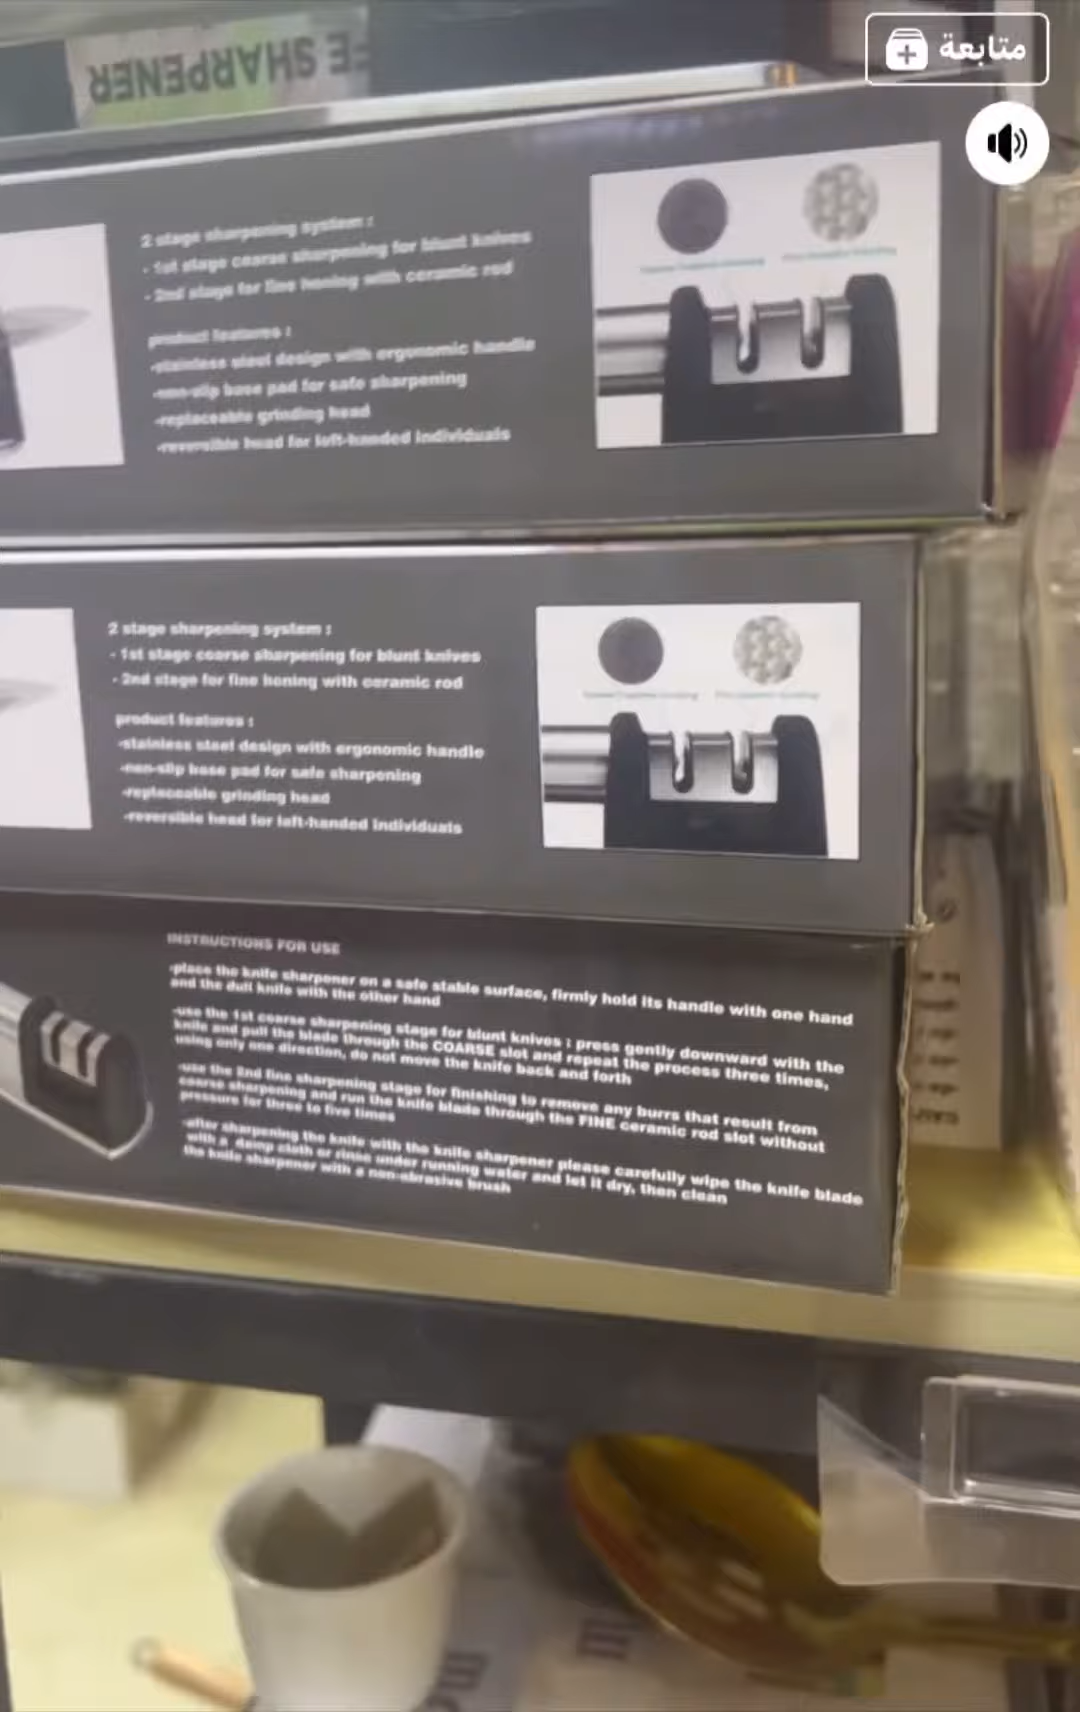 متابعة
FE SHARPENER
2 stage sharpening system :
- 1st stage coarse sharpening for blunt knives
- 2nd stage for fine honing with ceramic rod
product features :
-stainless steel design with ergonomic handle
-non-slip base pad for safe sharpening
-replaceable grinding head
-reversible head for left-handed individuals
2 stage sharpening system :
- 1st stage coarse sharpening for blunt knives
- 2nd stage for fine honing with ceramic rod
product features :
-stainless steel design with ergonomic handle
-non-slip base pad for safe sharpening
-replaceable grinding head
-reversible head for left-handed individuals
INSTRUCTIONS FOR USE
-place the knife sharpener on a safe stable surface, firmly hold its handle with one hand
and the dull knife with the other hand
-use the 1st coarse sharpening stage for blunt knives : press gently downward with the
knife and pull the blade through the COARSE slot and repeat the process three times,
using only one direction, do not move the knife back and forth
-use the 2nd fine sharpening stage for finishing to remove any burrs that result from
coarse sharpening and run the knife blade through the FINE ceramic rod slot without
pressure for three to five times
-after sharpening the knife with the knife sharpener please carefully wipe the knife blade
with a damp cloth or rinse under running water and let it dry, then clean
the knife sharpener with a non-abrasive brush